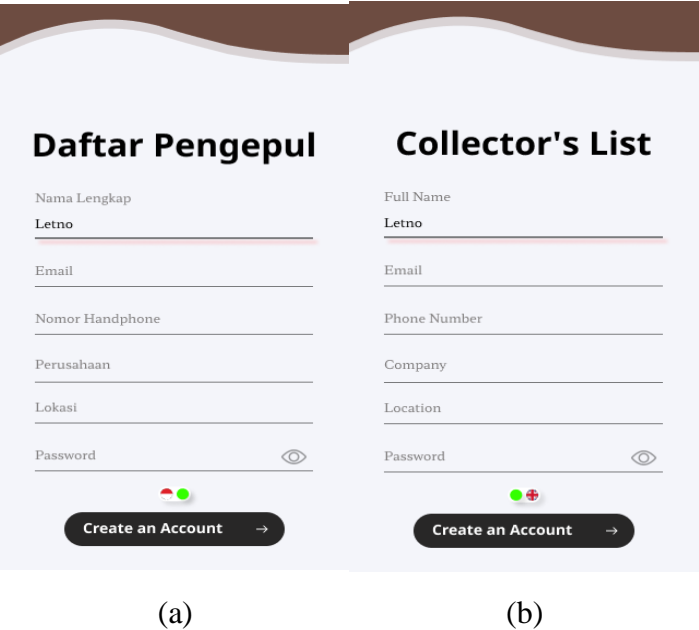 Daftar Pengepul
Nama Lengkap
Letno
Email
Nomor Handphone
Perusahaan
Lokasi
Password
Create an Account →
(a)
Collector's List
Full Name
Letno
Email
Phone Number
Company
Location
Password
Create an Account →
(b)